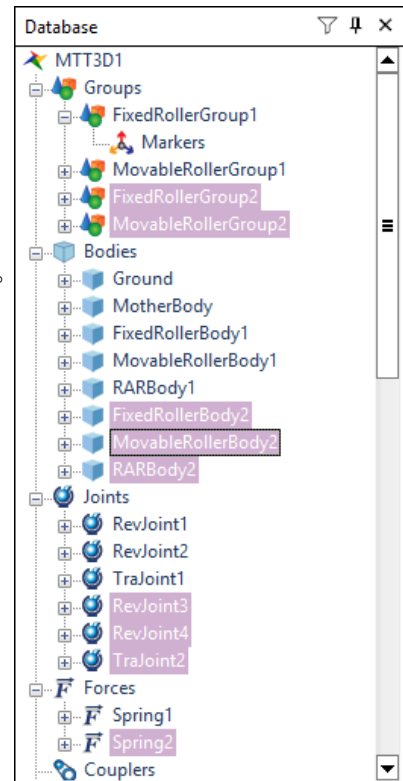 Database
MTT3D1
Groups
FixedRollerGroup1
Markers
MovableRollerGroup1
FixedRollerGroup2
MovableRollerGroup2
Bodies
Ground
MotherBody
FixedRollerBody1
MovableRollerBody1
RARBody1
FixedRollerBody2
MovableRollerBody2
RARBody2
Joints
RevJoint1
RevJoint2
TraJoint1
RevJoint3
RevJoint4
TraJoint2
Forces
Spring1
Spring2
Couplers